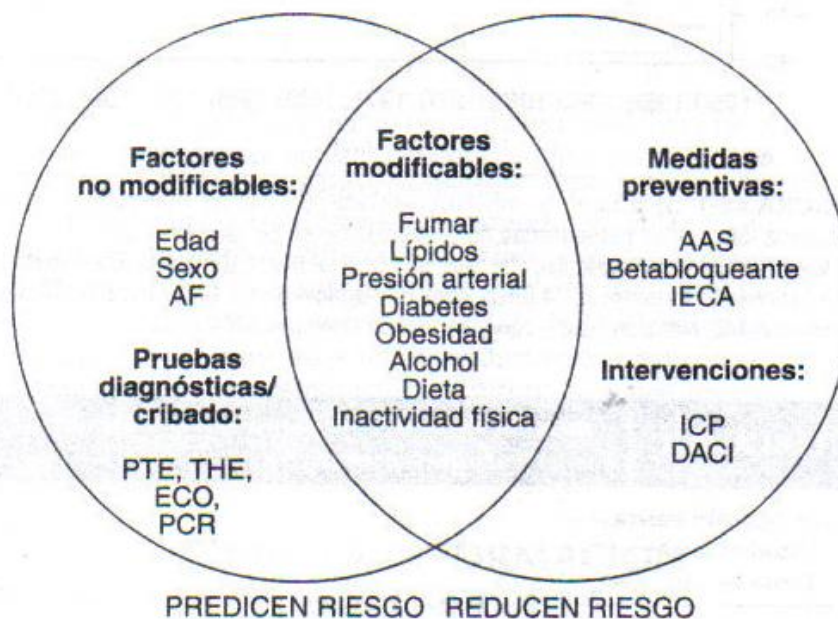 Factores
no modificables:
Edad
Sexo
AF
Pruebas
diagnósticas/
cribado:
PTE, THE,
ECO,
PCR
Factores
modificables:
Fumar
Lípidos
Presión arterial
Diabetes
Obesidad
Alcohol
Dieta
Inactividad física
Medidas
preventivas:
AAS
Betabloqueante
IECA
Intervenciones:
ICP
DACI
PREDICEN RIESGO REDUCEN RIESGO